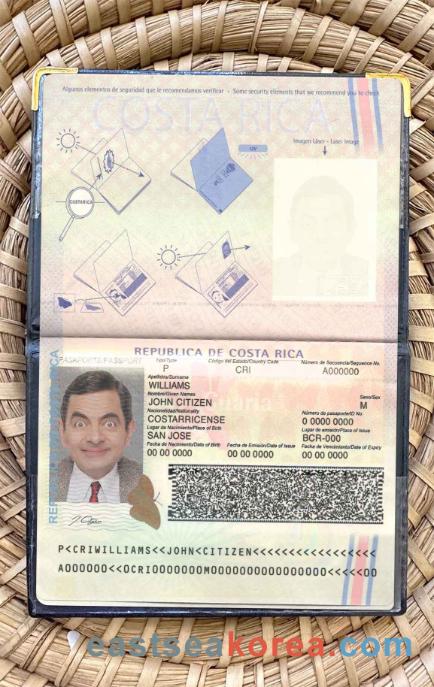 Algunos elementos de seguridad que le recomendamos verificar - Some security elements that we recommend you to check
COSTA RICA
Imagen Láser - Laser Image
UV
COSTA RICA
REPUBLICA DE COSTA RICA
PASAPORTE/PASSPORT
Tipo/Type Código del Estado/Country Code Número de Secuencia/Sequence No.
P CRI A000000
Apellidos/Surname
WILLIAMS
Nombre/Given Names Sexo/Sex
JOHN CITIZEN M
Nacionalidad/Nationality Número de pasaporte/ID No
COSTARRICENSE 0 0000 0000
Lugar de Nacimiento/Place of Birth Lugar de emisión/Place of Issue
SAN JOSE BCR-000
Fecha de Nacimiento/Date of Birth Fecha de Emisión/Date of Issue Fecha de Vencimiento/Date of Expiry
00 00 0000 00 00 0000 00 00 0000
P<CRIWILLIAMS<<JOHN<CITIZEN<<<<<<<<<<<<<<<<<
A000000<<0CRI0000000M00000000000000000<<<<<00
eastseakorea.com